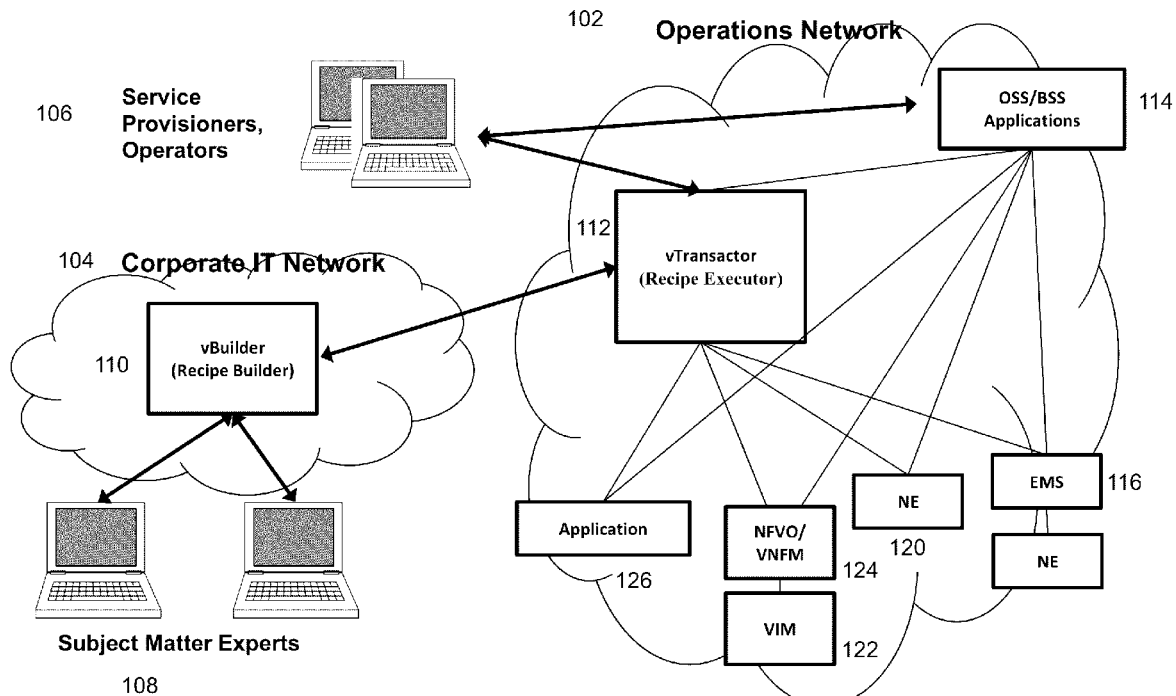 102
Operations Network
106
Service
Provisioners,
Operators
OSS/BSS
Applications
114
112
vTransactor
(Recipe Executor)
104
Corporate IT Network
110
vBuilder
(Recipe Builder)
Application
126
NFVO/
VNFM
124
VIM
122
NE
120
EMS
116
NE
Subject Matter Experts
108